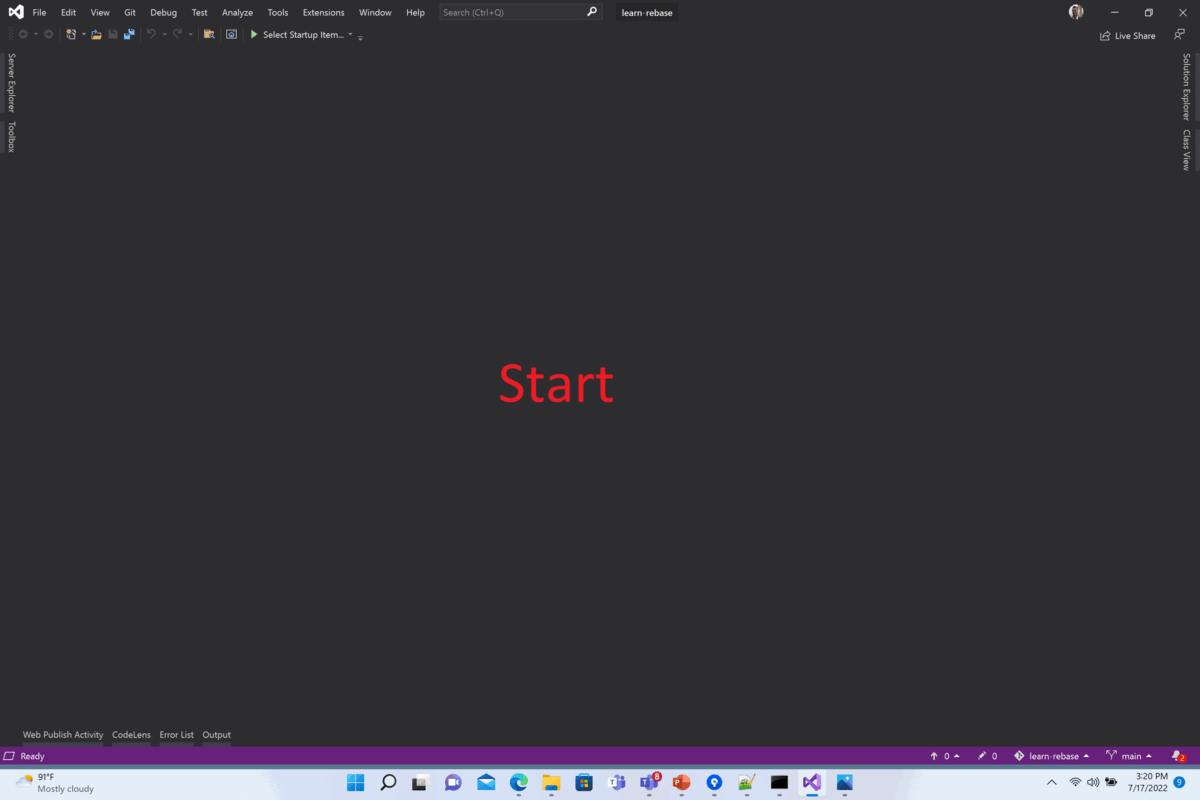 File Edit View Git Debug Test Analyze Tools Extensions Window Help Search (Ctrl+Q) learn-rebase
Select Startup Item... Live Share
Server Explorer
Toolbox
Solution Explorer
Class View
Start
Web Publish Activity CodeLens Error List Output
Ready 0 0 learn-rebase main 2
91°F
Mostly cloudy
8
3:20 PM
7/17/2022
9